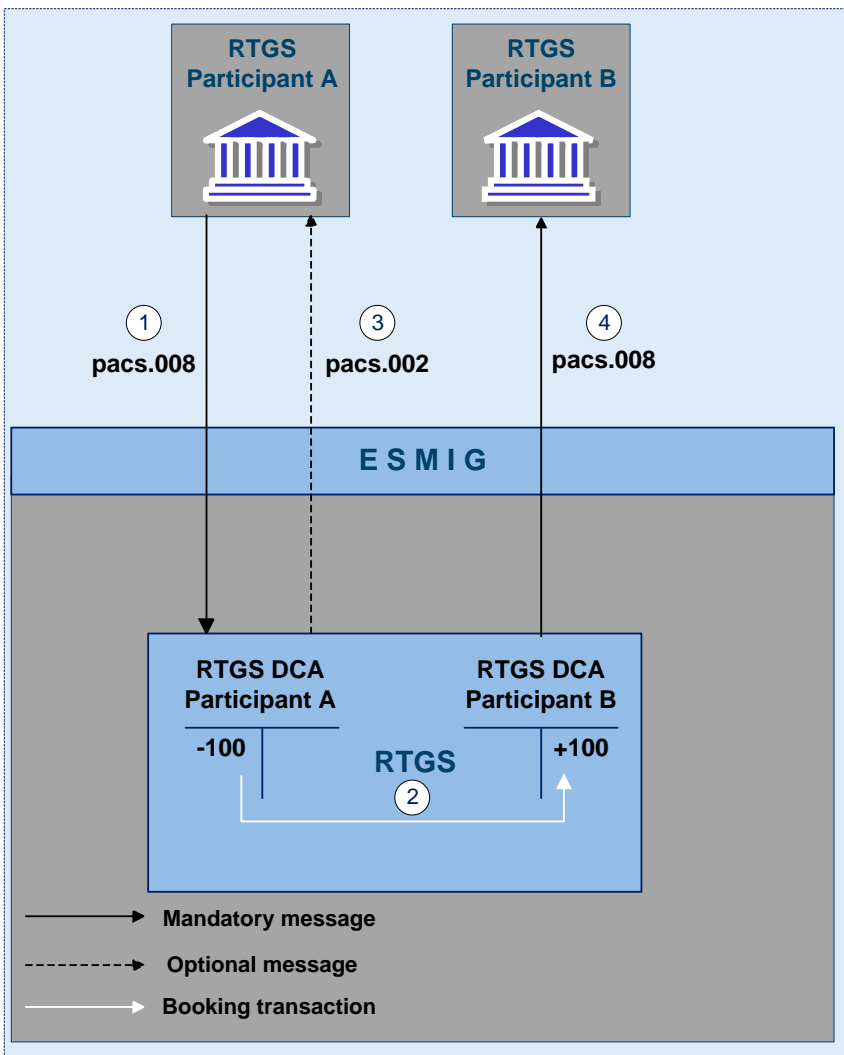 RTGS
Participant A
RTGS
Participant B
1
pacs.008
3
pacs.002
4
pacs.008
E S M I G
RTGS DCA
Participant A
RTGS DCA
Participant B
-100
+100
RTGS
2
Mandatory message
Optional message
Booking transaction